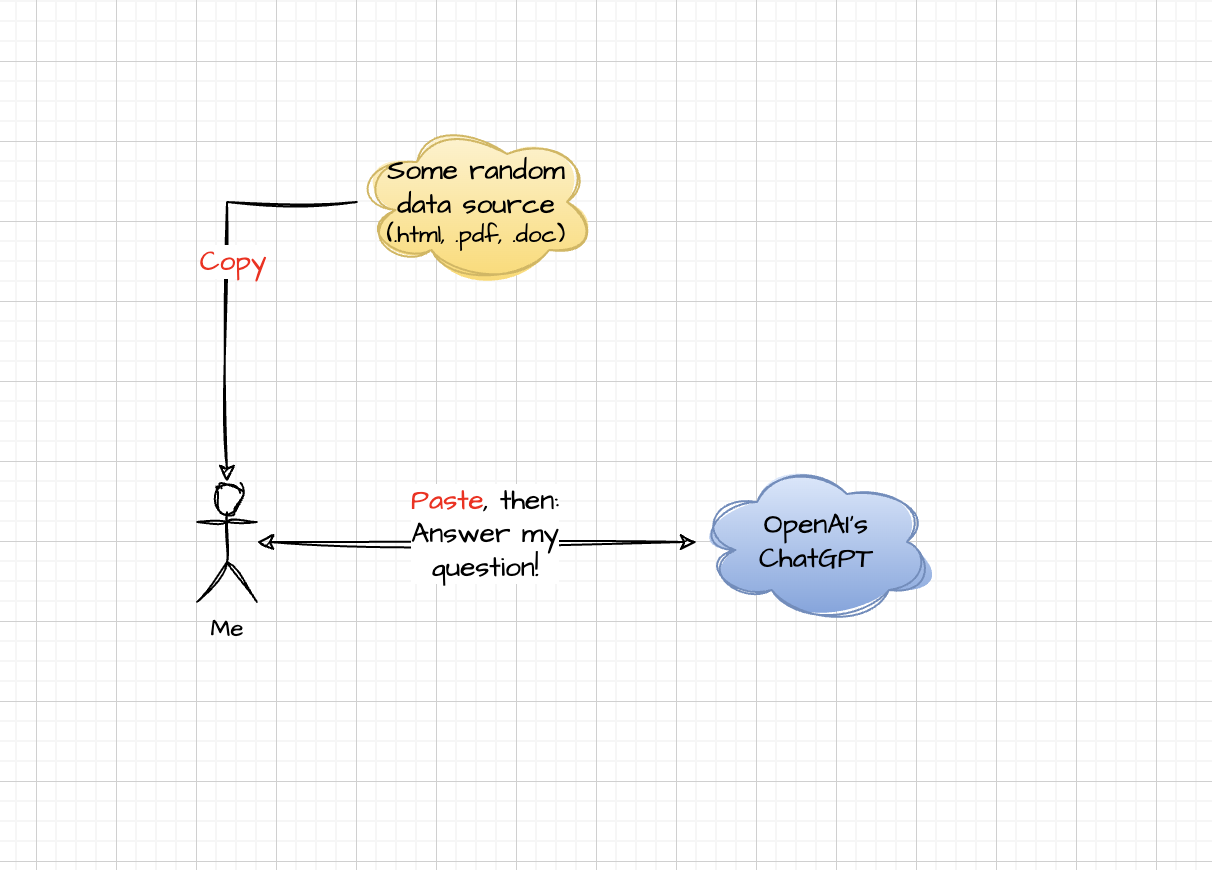 Some random
data source
(.html, .pdf, .doc)
Copy
Paste, then:
Answer my
question!
OpenAI's
ChatGPT
Me